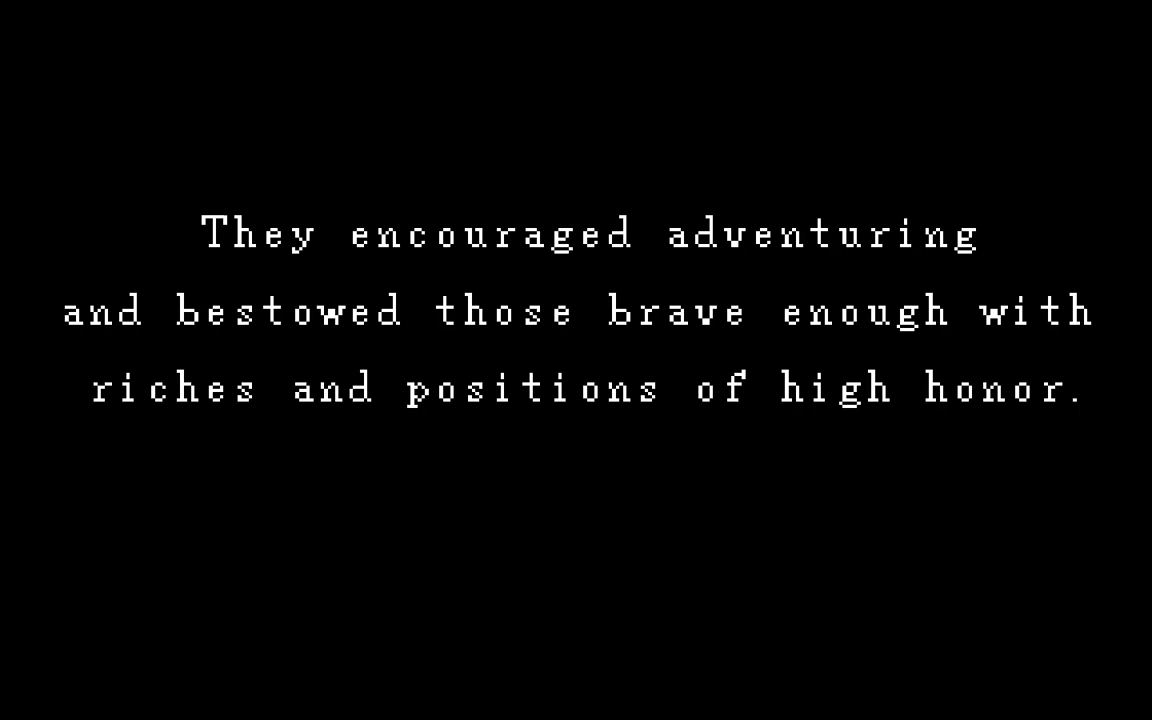 They encouraged adventuring
and bestowed those brave enough with
riches and positions of high honor.